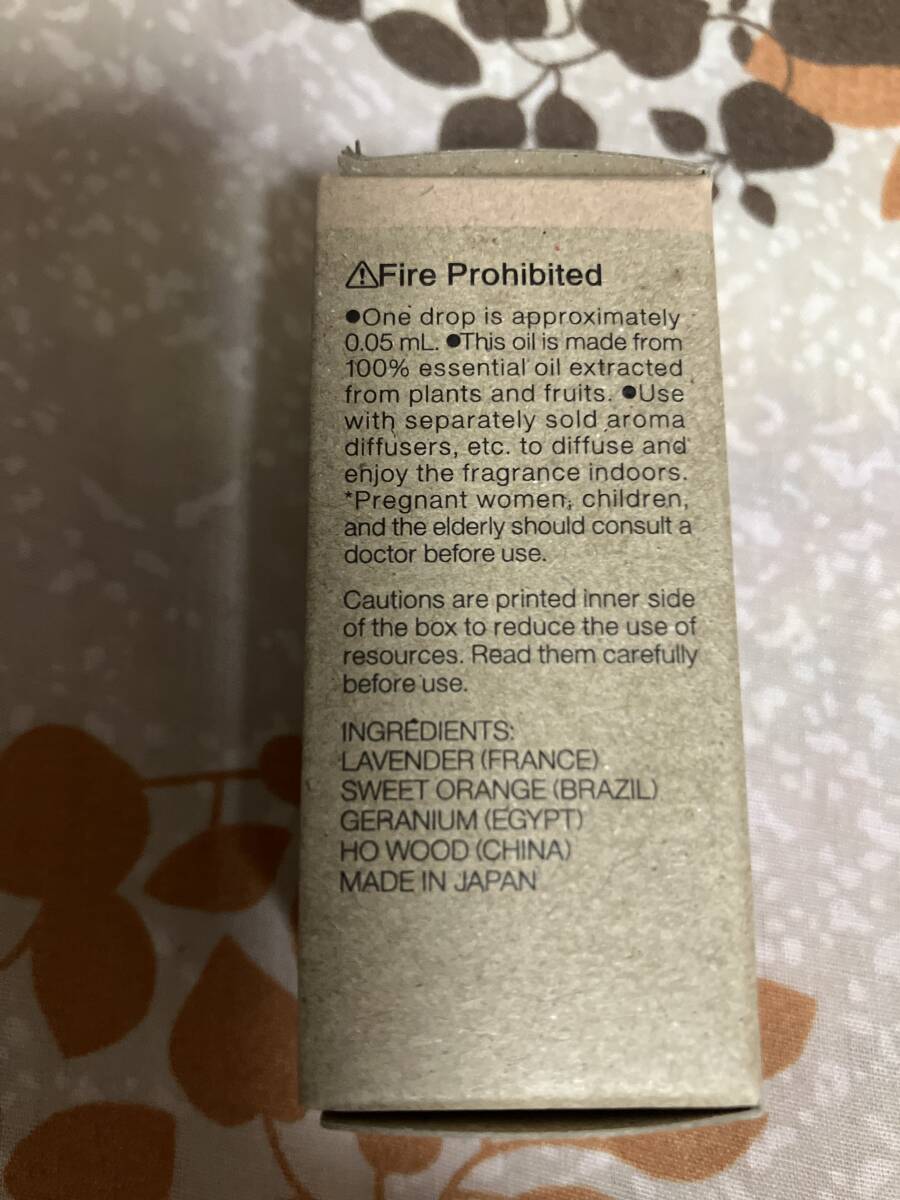 ⚠Fire Prohibited
●One drop is approximately
0.05 mL. ●This oil is made from
100% essential oil extracted
from plants and fruits. ●Use
with separately sold aroma
diffusers, etc. to diffuse and
enjoy the fragrance indoors.
*Pregnant women, children,
and the elderly should consult a
doctor before use.
Cautions are printed inner side
of the box to reduce the use of
resources. Read them carefully
before use.
INGREDIENTS:
LAVENDER (FRANCE)
SWEET ORANGE (BRAZIL)
GERANIUM (EGYPT)
HO WOOD (CHINA)
MADE IN JAPAN